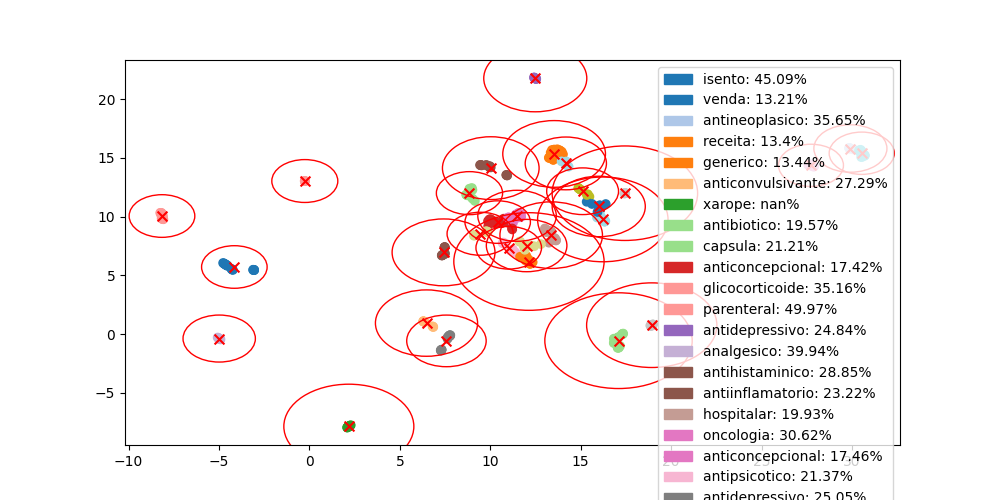 20
15
10
5
0
−5
−10
−5
0
5
10
15
20
25
30
isento: 45.09%
venda: 13.21%
antineoplasico: 35.65%
receita: 13.4%
generico: 13.44%
anticonvulsivante: 27.29%
xarope: nan%
antibiotico: 19.57%
capsula: 21.21%
anticoncepcional: 17.42%
glicocorticoide: 35.16%
parenteral: 49.97%
antidepressivo: 24.84%
analgesico: 39.94%
antihistaminico: 28.85%
antiinflamatorio: 23.22%
hospitalar: 19.93%
oncologia: 30.62%
anticoncepcional: 17.46%
antipsicotico: 21.37%
antidepressivo: 25.05%